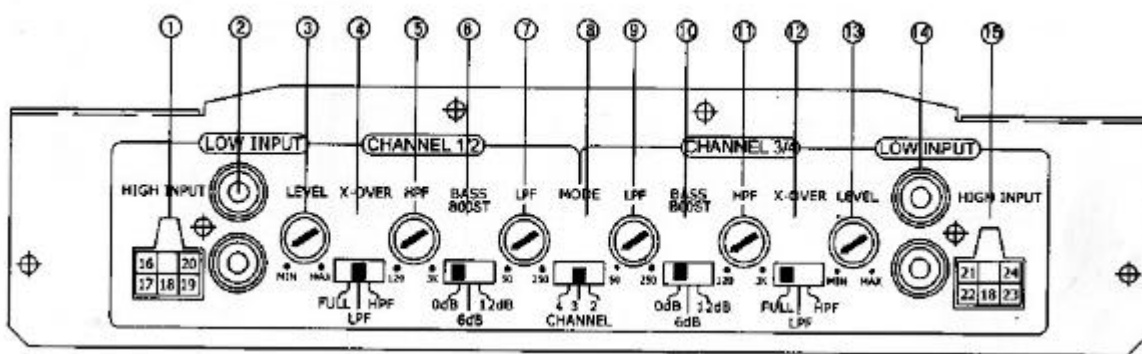 ① ② ③ ④ ⑤ ⑥ ⑦ ⑧ ⑨ ⑩ ⑪ ⑫ ⑬ ⑭ ⑮
LOW INPUT CHANNEL 1/2 CHANNEL 3/4 LOW INPUT
HIGH INPUT LEVEL X-OVER HPF BASS BOOST LPF MODE LPF BASS BOOST HPF X-OVER LEVEL HIGH INPUT
16 20 21 24
17 18 19 22 18 23
MIN MAX 120 3K 50 250 50 250 120 3K MIN MAX
FULL HPF 0dB 12dB 4 3 2 0dB 12dB FULL HPF
LPF 6dB CHANNEL 6dB LPF